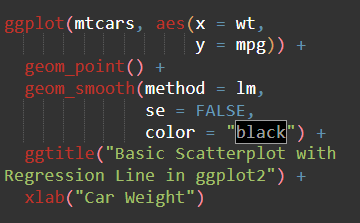 ggplot(mtcars, aes(x = wt,
y = mpg)) +
geom_point() +
geom_smooth(method = lm,
se = FALSE,
color = "black") +
ggtitle("Basic Scatterplot with
Regression Line in ggplot2") +
xlab("Car Weight")